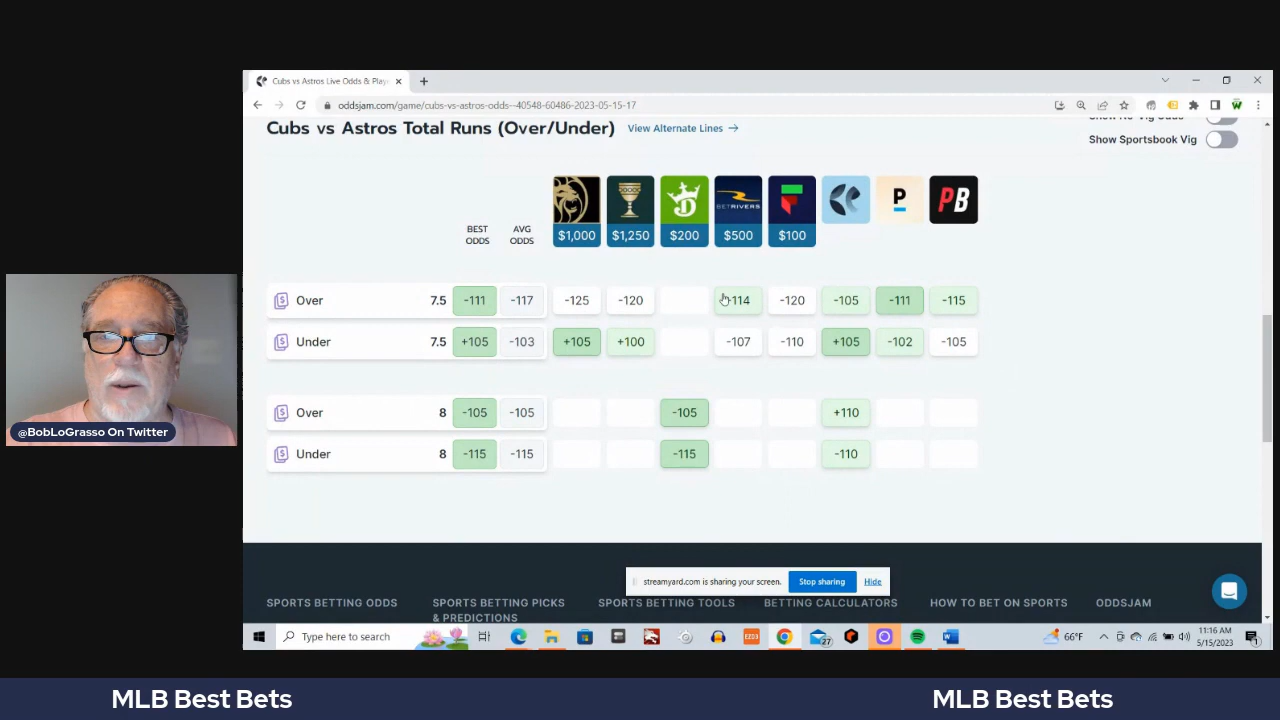 Cubs vs Astros Live Odds & Play
oddsjam.com/game/cubs-vs-astros-odds--40548-60486-2023-05-15-17
Cubs vs Astros Total Runs (Over/Under) View Alternate Lines →
Show Sportsbook Vig
BEST ODDS AVG ODDS BETRIVERS P PB
$1,000 $1,250 $200 $500 $100
Over 7.5 -111 -117 -125 -120 -114 -120 -105 -111 -115
Under 7.5 +105 -103 +105 +100 -107 -110 +105 -102 -105
Over 8 -105 -105 -105 +110
Under 8 -115 -115 -115 -110
@BobLoGrasso On Twitter
streamyard.com is sharing your screen. Stop sharing Hide
SPORTS BETTING ODDS SPORTS BETTING PICKS & PREDICTIONS SPORTS BETTING TOOLS BETTING CALCULATORS HOW TO BET ON SPORTS ODDSJAM
Type here to search 27 66°F 11:16 AM
5/15/2023
MLB Best Bets MLB Best Bets